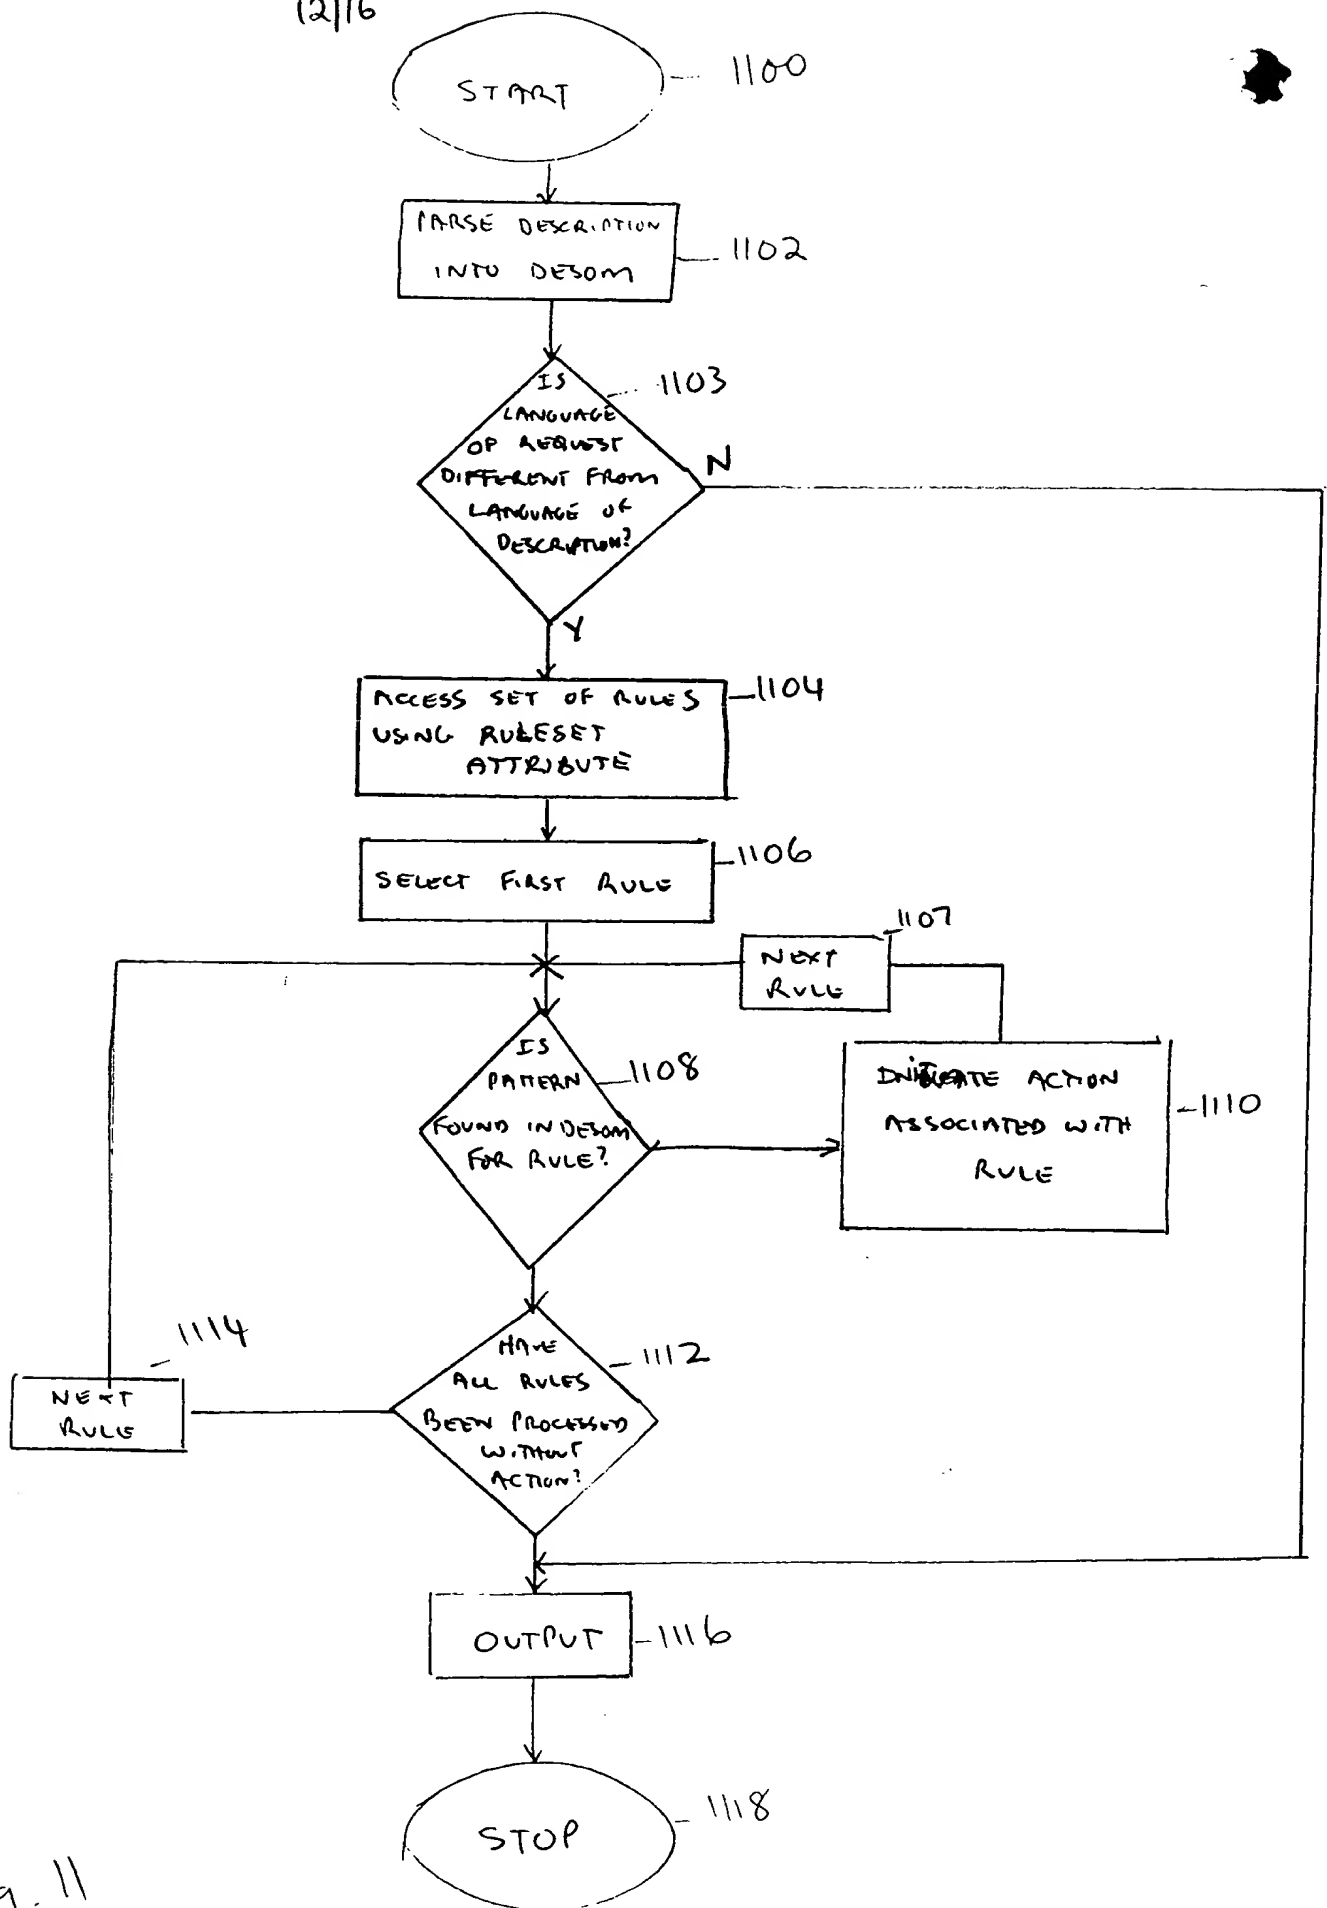 12/16
START
1100
PARSE DESCRIPTION
INTO DESOM
1102
IS
LANGUAGE
OF REQUEST
DIFFERENT FROM
LANGUAGE OF
DESCRIPTION?
1103
N
Y
ACCESS SET OF RULES
USING RULESET
ATTRIBUTE
1104
SELECT FIRST RULE
1106
NEXT
RULE
1107
IS
PATTERN
FOUND IN DESOM
FOR RULE?
1108
INITIATE ACTION
ASSOCIATED WITH
RULE
1110
HAVE
ALL RULES
BEEN PROCESSED
WITHOUT
ACTION?
1112
NEXT
RULE
1114
OUTPUT
1116
STOP
1118
g. 11